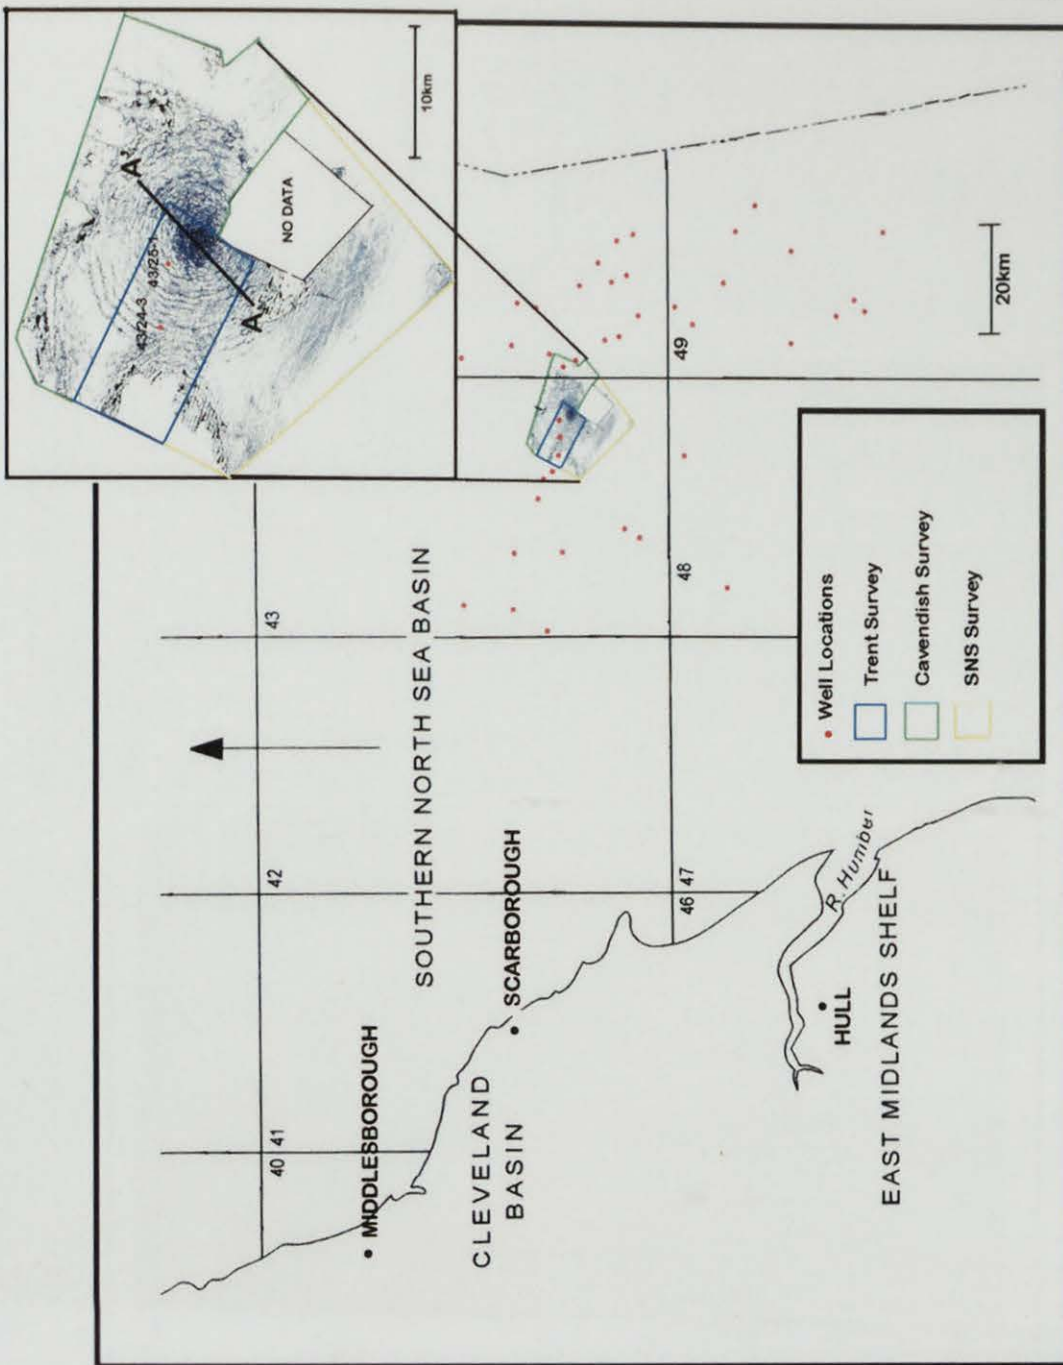 A'
43/25-1
43/24-3
A
NO DATA
10km
40 41
42
43
MIDDLESBOROUGH
SOUTHERN NORTH SEA BASIN
CLEVELAND
BASIN
SCARBOROUGH
46 47
48
49
R. Humber
HULL
EAST MIDLANDS SHELF
20km
Well Locations
Trent Survey
Cavendish Survey
SNS Survey